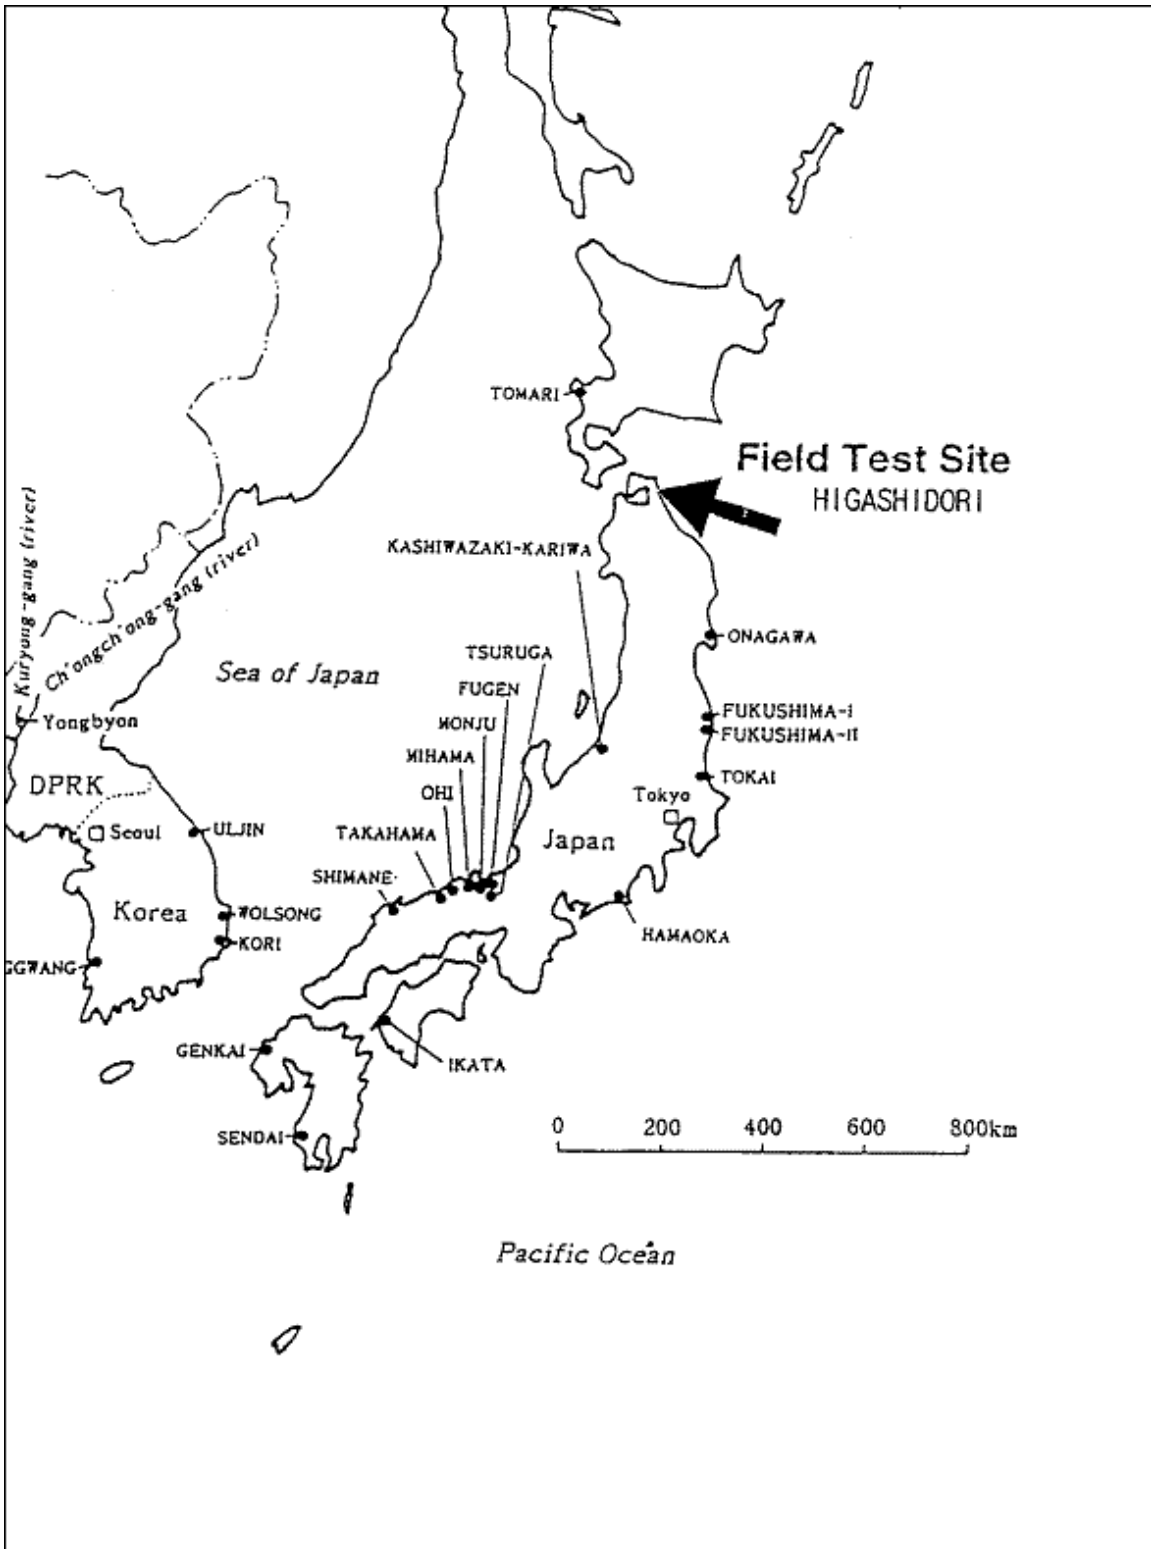 TOMARI
Field Test Site
HIGASHIDORI
KASHIWAZAKI-KARIWA
Kuryong-gang (river)
Ch'ongch'ong-gang (river)
ONAGAWA
TSURUGA
Sea of Japan
FUGEN
Yongbyon
MONJU
FUKUSHIMA-I
FUKUSHIMA-II
MIHAMA
DPRK
TOKAI
OHI
Tokyo
Seoul
ULJIN
TAKAHAMA
Japan
SHIMANE
Korea
WOLSONG
HAMAOKA
KORI
GGWANG
GENKAI
IKATA
SENDAI
0 200 400 600 800km
Pacific Ocean